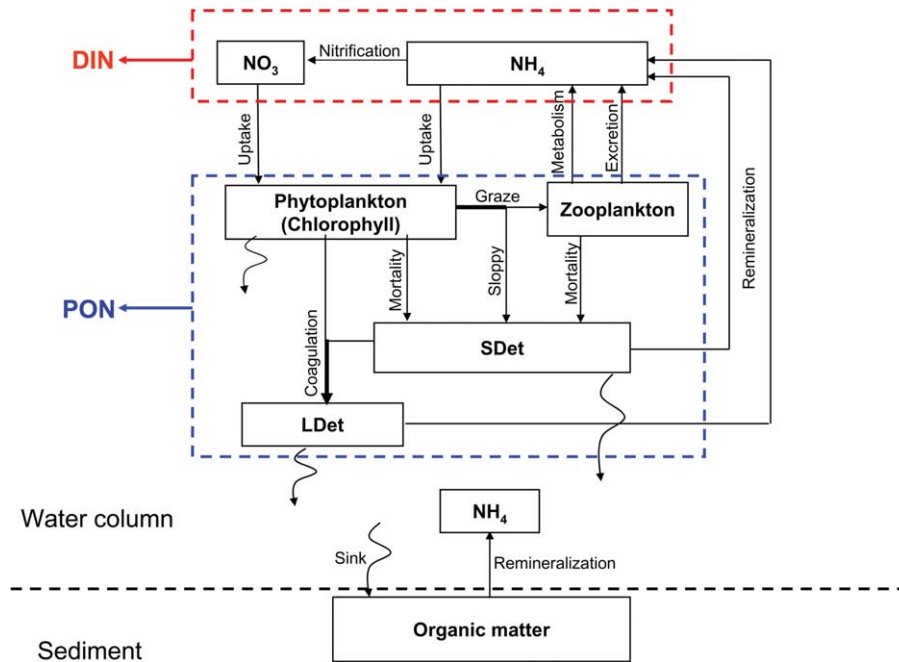 DIN
NO₃
Nitrification
NH₄
Uptake
Uptake
Metabolism
Excretion
Remineralization
Phytoplankton
(Chlorophyll)
Graze
Zooplankton
Mortality
Sloppy
Mortality
PON
Coagulation
SDet
LDet
NH₄
Water column
Sink
Remineralization
Organic matter
Sediment